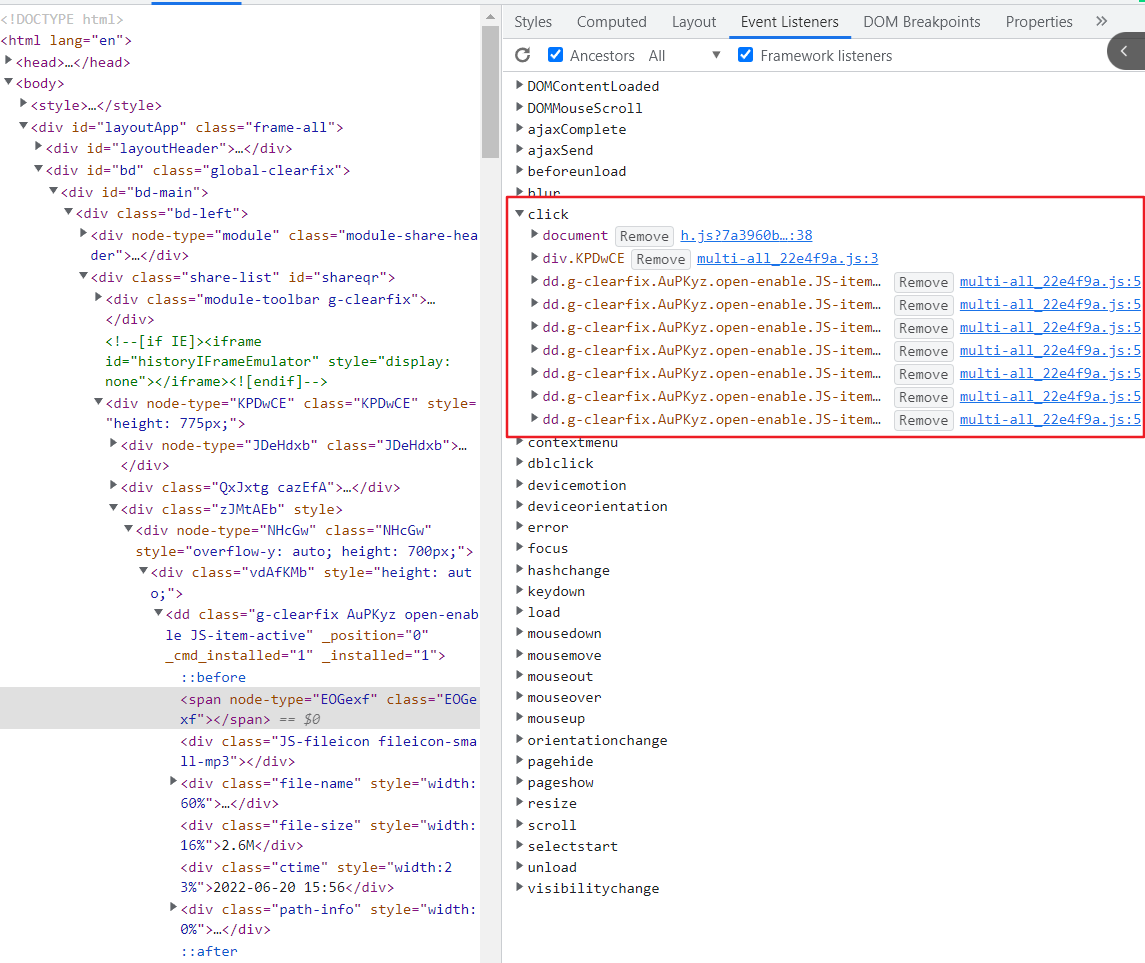 <!DOCTYPE html>
<html lang="en">
<head>…</head>
<body>
<style>…</style>
<div id="layoutApp" class="frame-all">
<div id="layoutHeader">…</div>
<div id="bd" class="global-clearfix">
<div id="bd-main">
<div class="bd-left">
<div node-type="module" class="module-share-hea
der">…</div>
<div class="share-list" id="shareqr">
<div class="module-toolbar g-clearfix">…
</div>
<!--[if IE]><iframe
id="historyIFrameEmulator" style="display:
none"></iframe><![endif]-->
<div node-type="KPDwCE" class="KPDwCE" style=
"height: 775px;">
<div node-type="JDeHdxb" class="JDeHdxb">…
</div>
<div class="QxJxtg cazEfA">…</div>
<div class="zJMtAEb" style>
<div node-type="NHcGw" class="NHcGw"
style="overflow-y: auto; height: 700px;">
<div class="vdAfKMb" style="height: aut
o;">
<dd class="g-clearfix AuPKyz open-enab
le JS-item-active" _position="0"
_cmd_installed="1" _installed="1">
::before
<span node-type="EOGexf" class="EOGe
xf"></span> == $0
<div class="JS-fileicon fileicon-sma
ll-mp3"></div>
<div class="file-name" style="width:
60%">…</div>
<div class="file-size" style="width:
16%">2.6M</div>
<div class="ctime" style="width:2
3%">2022-06-20 15:56</div>
<div class="path-info" style="width:
0%">…</div>
::after
Styles Computed Layout Event Listeners DOM Breakpoints Properties »
Ancestors All Framework listeners
DOMContentLoaded
DOMMouseScroll
ajaxComplete
ajaxSend
beforeunload
blur
click
document Remove h.js?7a3960b…:38
div.KPDwCE Remove multi-all_22e4f9a.js:3
dd.g-clearfix.AuPKyz.open-enable.JS-item… Remove multi-all_22e4f9a.js:5
dd.g-clearfix.AuPKyz.open-enable.JS-item… Remove multi-all_22e4f9a.js:5
dd.g-clearfix.AuPKyz.open-enable.JS-item… Remove multi-all_22e4f9a.js:5
dd.g-clearfix.AuPKyz.open-enable.JS-item… Remove multi-all_22e4f9a.js:5
dd.g-clearfix.AuPKyz.open-enable.JS-item… Remove multi-all_22e4f9a.js:5
dd.g-clearfix.AuPKyz.open-enable.JS-item… Remove multi-all_22e4f9a.js:5
dd.g-clearfix.AuPKyz.open-enable.JS-item… Remove multi-all_22e4f9a.js:5
contextmenu
dblclick
devicemotion
deviceorientation
error
focus
hashchange
keydown
load
mousedown
mousemove
mouseout
mouseover
mouseup
orientationchange
pagehide
pageshow
resize
scroll
selectstart
unload
visibilitychange